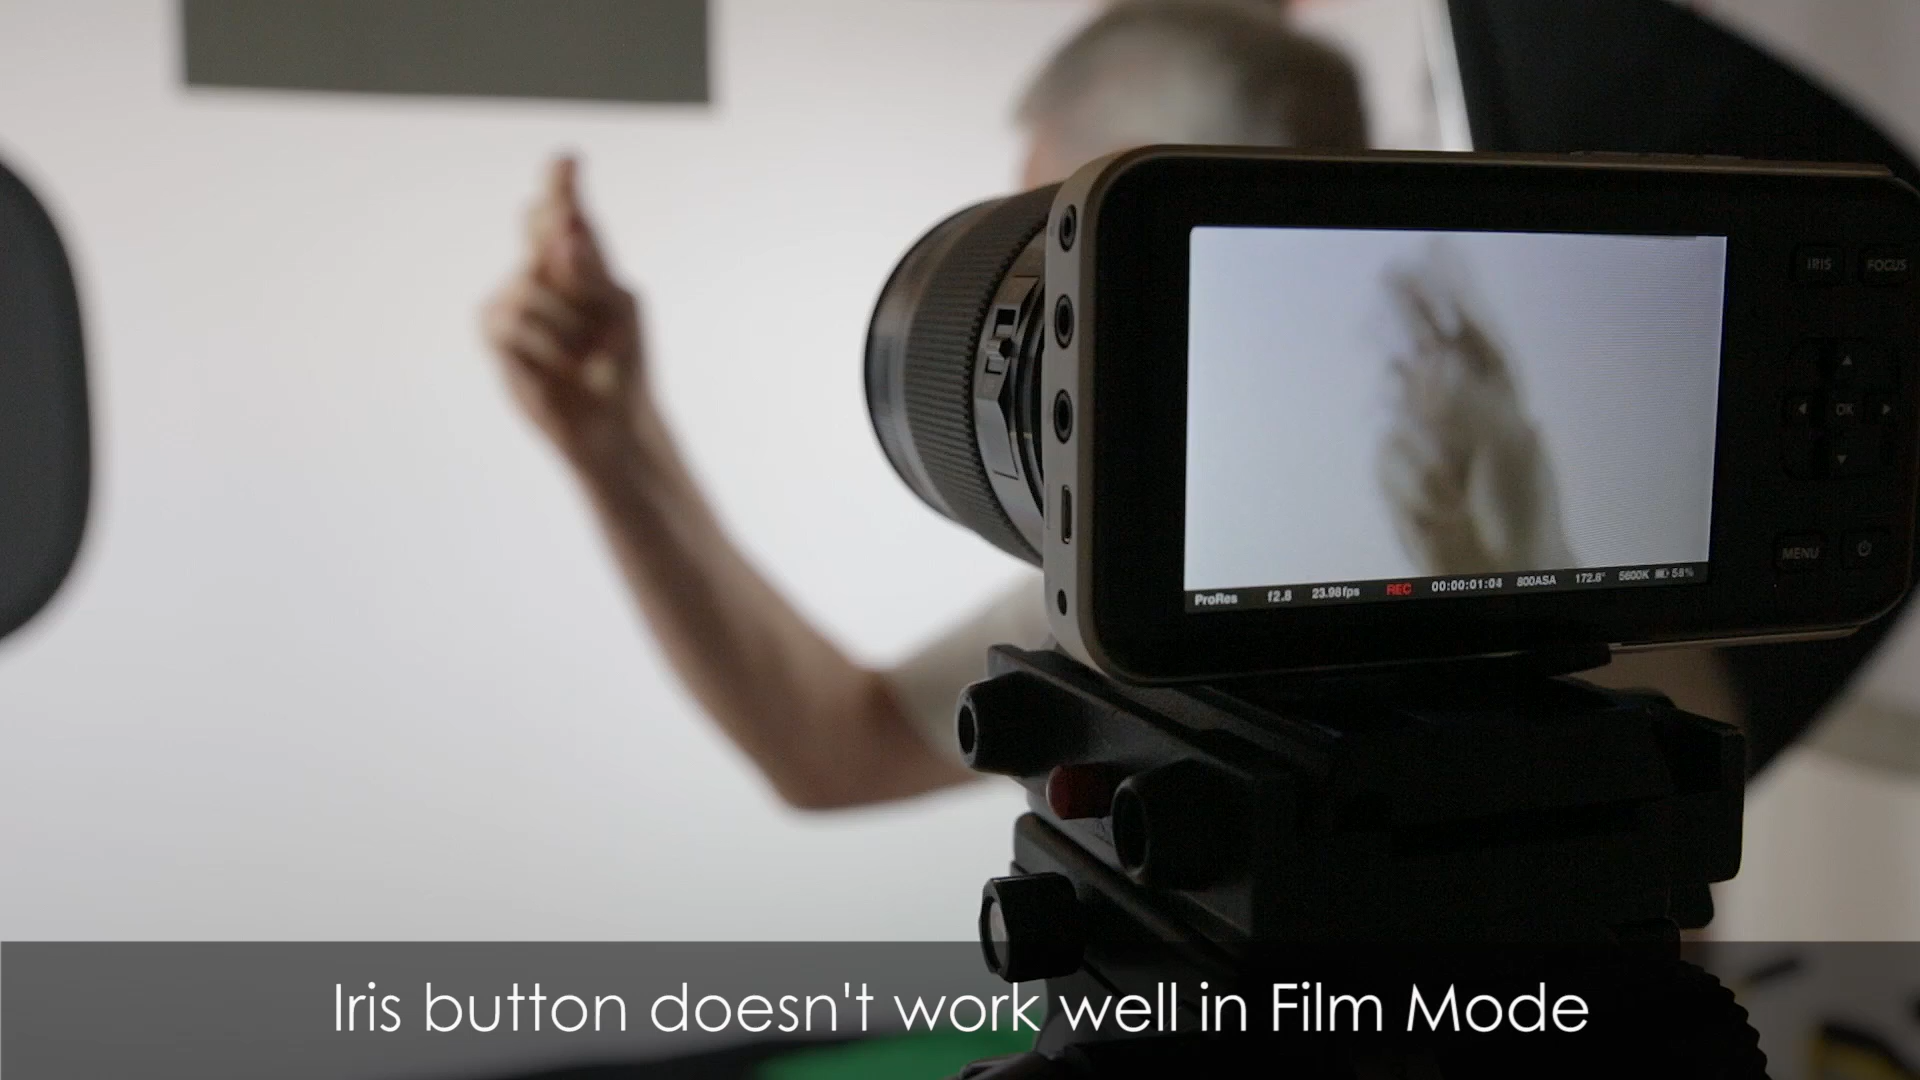 IRIS FOCUS
OK
MENU
ProRes f2.8 23.98fps REC 00:00:01:04 800ASA 172.8° 5600K 58%
Iris button doesn't work well in Film Mode